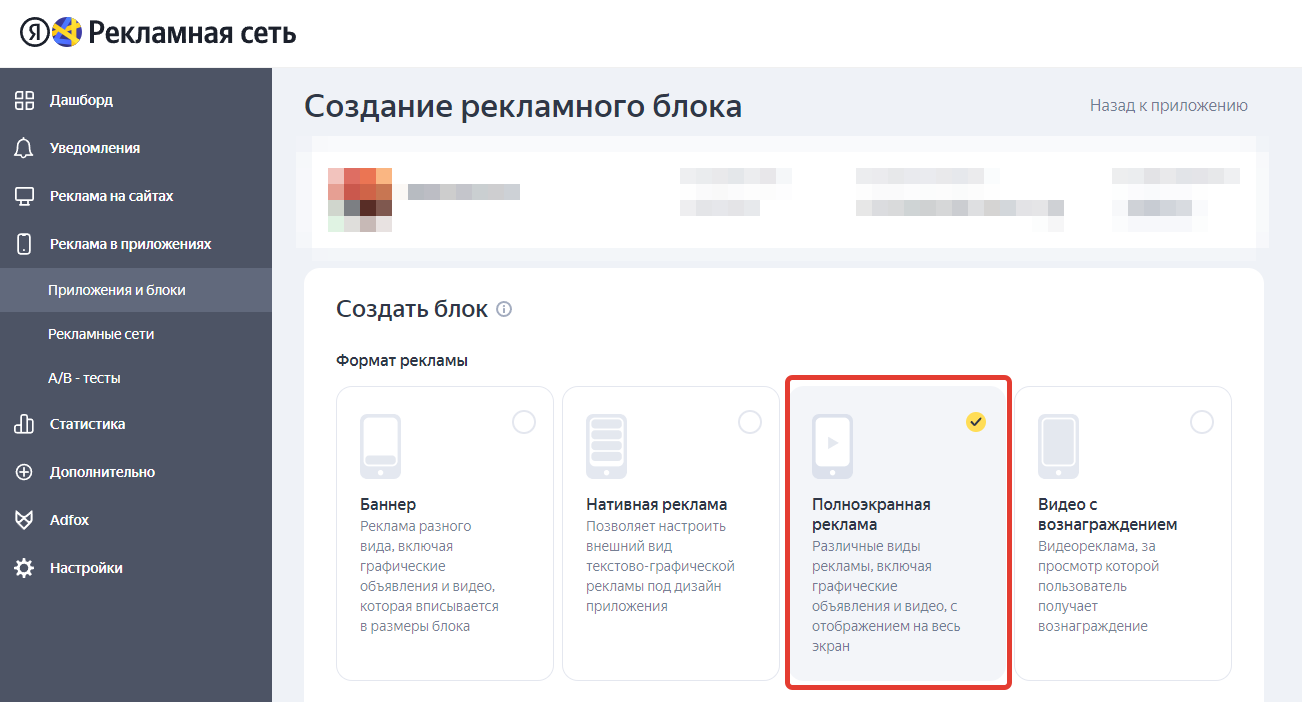 Я Рекламная сеть
Дашборд
Уведомления
Реклама на сайтах
Реклама в приложениях
Приложения и блоки
Рекламные сети
A/B - тесты
Статистика
Дополнительно
Adfox
Настройки
Создание рекламного блока
Назад к приложению
Создать блок
Формат рекламы
Баннер
Реклама разного
вида, включая
графические
объявления и видео,
которая вписывается
в размеры блока
Нативная реклама
Позволяет настроить
внешний вид
текстово-графической
рекламы под дизайн
приложения
Полноэкранная
реклама
Различные виды
рекламы, включая
графические
объявления и видео, с
отображением на весь
экран
Видео с
вознаграждением
Видеореклама, за
просмотр которой
пользователь
получает
вознаграждение